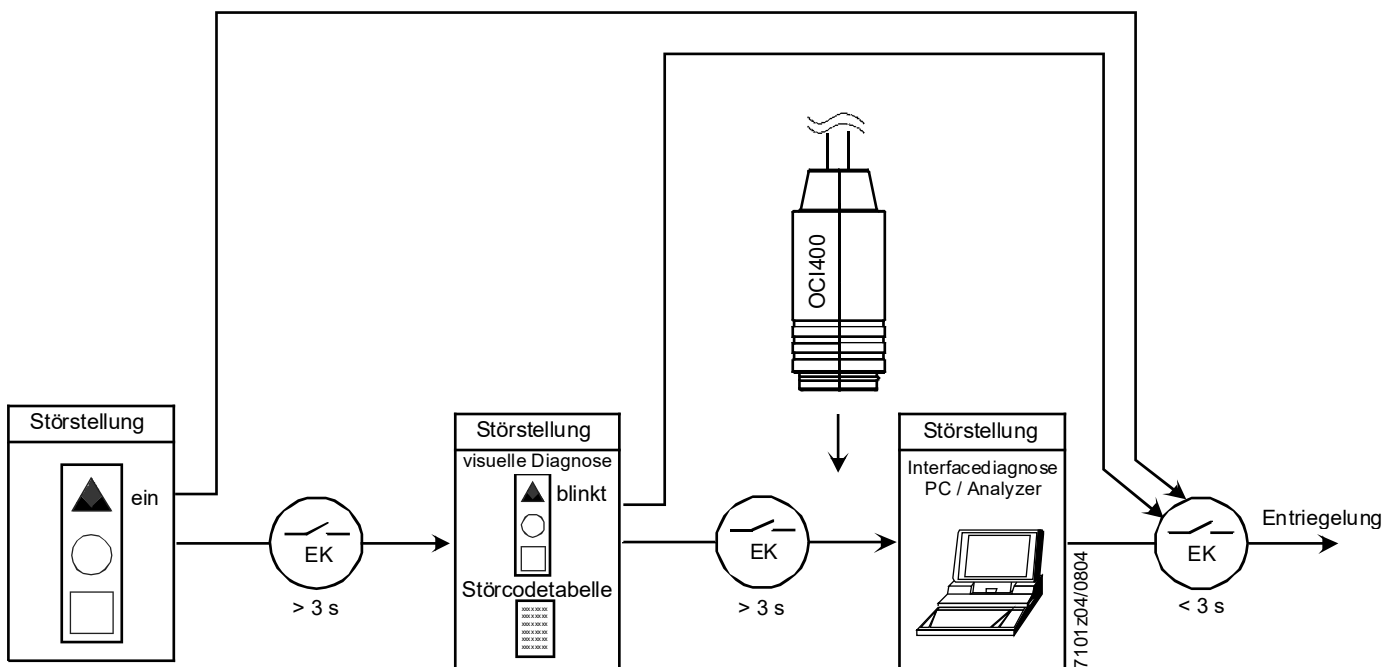 OCI400
Störstellung
ein
EK
> 3 s
Störstellung
visuelle Diagnose
blinkt
Störcodetabelle
EK
> 3 s
Störstellung
Interfacediagnose
PC / Analyzer
7101z04/0804
EK
< 3 s
Entriegelung